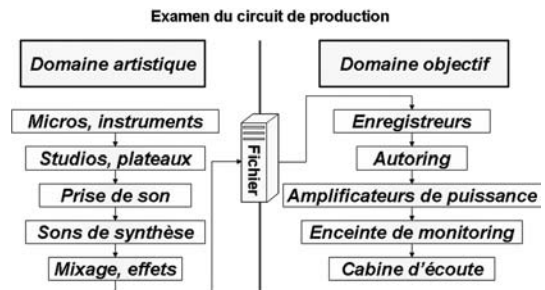 Examen du circuit de production
Domaine artistique
Micros, instruments
Studios, plateaux
Prise de son
Sons de synthèse
Mixage, effets
Fichier
Domaine objectif
Enregistreurs
Autoring
Amplificateurs de puissance
Enceinte de monitoring
Cabine d'écoute